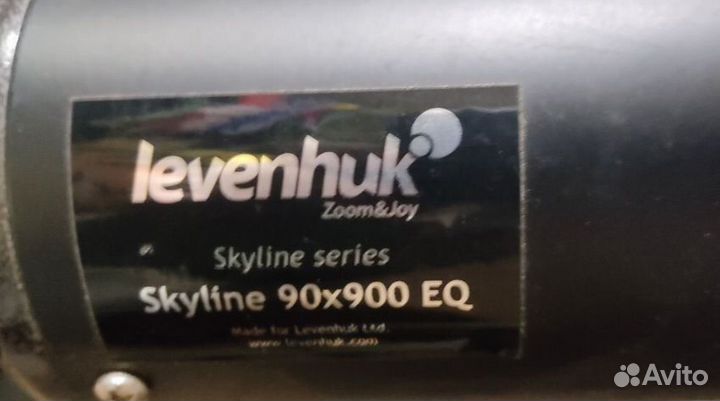 levenhuk
Zoom&Joy
Skyline series
Skyline 90x900 EQ
Made for Levenhuk Ltd.
www.levenhuk.com
Avito